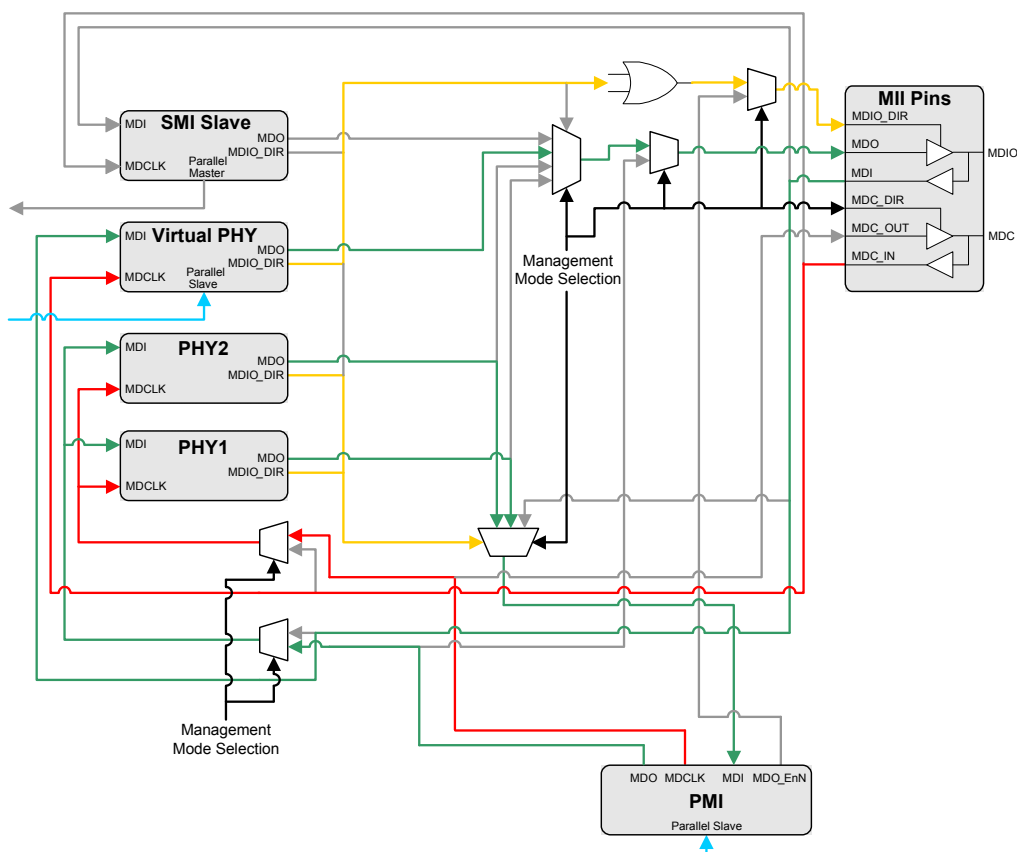 SMI Slave
MDI
MDO
MDIO_DIR
MDCLK
Parallel
Master
Virtual PHY
MDI
MDO
MDIO_DIR
MDCLK
Parallel
Slave
PHY2
MDI
MDO
MDIO_DIR
MDCLK
PHY1
MDI
MDO
MDIO_DIR
MDCLK
Management
Mode Selection
MII Pins
MDIO_DIR
MDO
MDIO
MDI
MDC_DIR
MDC_OUT
MDC
MDC_IN
Management
Mode Selection
MDO MDCLK MDI MDO_EnN
PMI
Parallel Slave